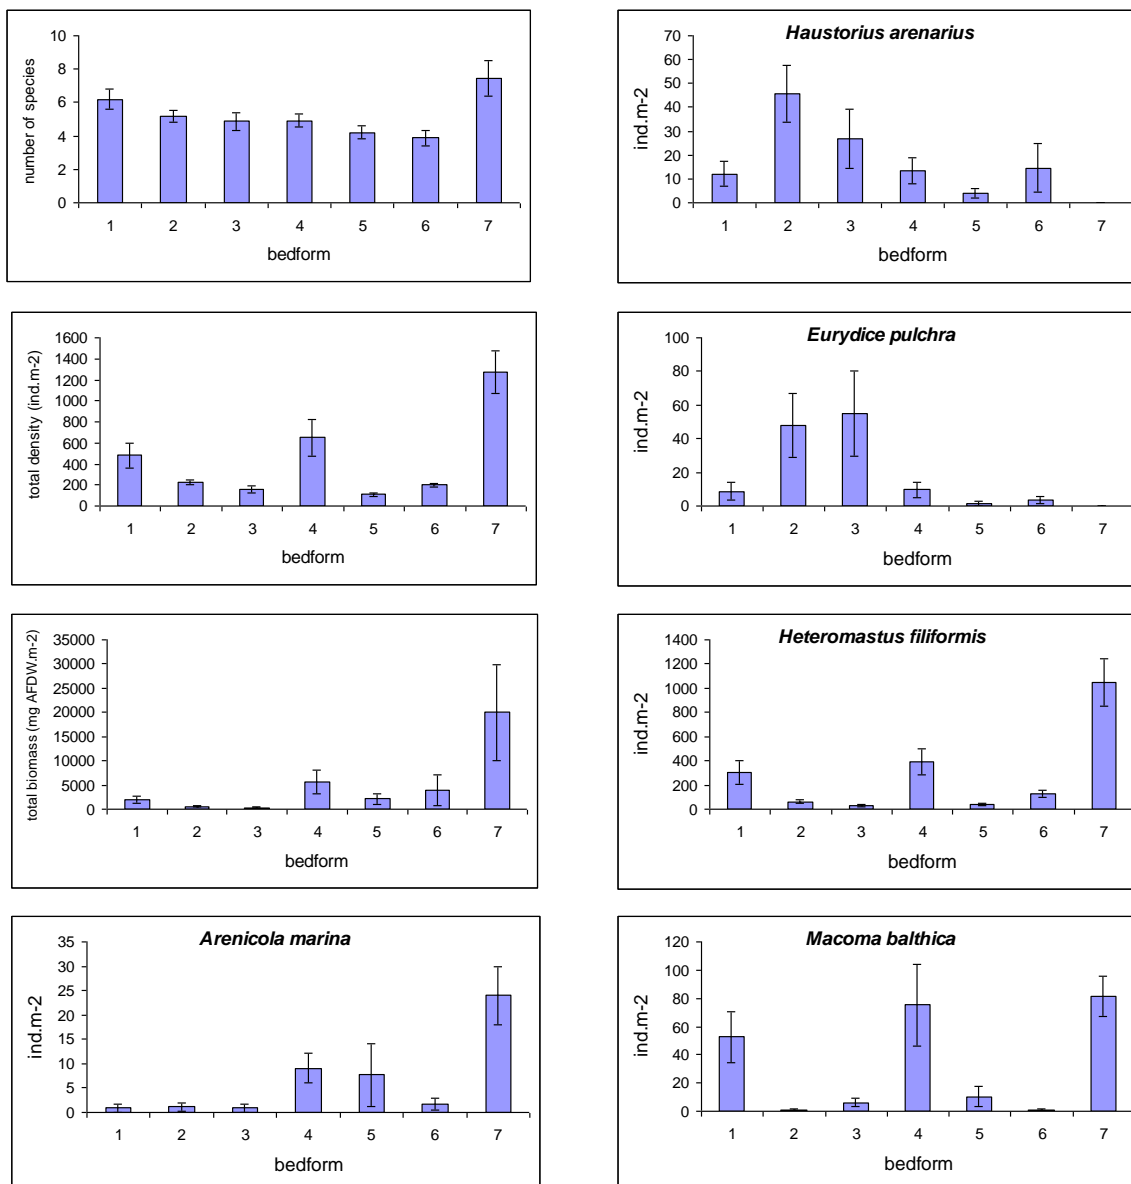 number of species
10
8
6
4
2
0
1 2 3 4 5 6 7
bedform
Haustorius arenarius
ind.m-2
70
60
50
40
30
20
10
0
1 2 3 4 5 6 7
bedform
total density (ind.m-2)
1600
1400
1200
1000
800
600
400
200
0
1 2 3 4 5 6 7
bedform
Eurydice pulchra
ind.m-2
100
80
60
40
20
0
1 2 3 4 5 6 7
bedform
total biomass (mg AFDW.m-2)
35000
30000
25000
20000
15000
10000
5000
0
1 2 3 4 5 6 7
bedform
Heteromastus filiformis
ind.m-2
1400
1200
1000
800
600
400
200
0
1 2 3 4 5 6 7
bedform
Arenicola marina
ind.m-2
35
30
25
20
15
10
5
0
1 2 3 4 5 6 7
bedform
Macoma balthica
ind.m-2
120
100
80
60
40
20
0
1 2 3 4 5 6 7
bedform